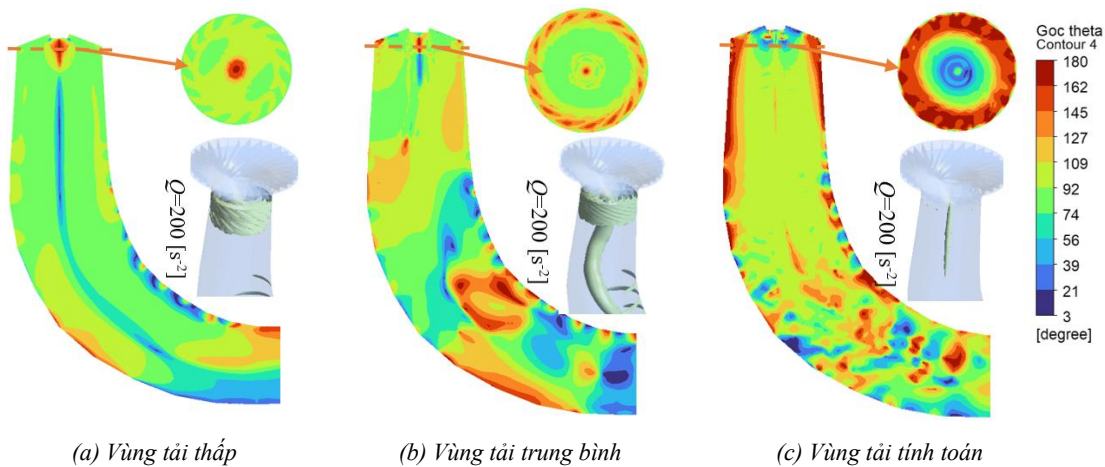 Goc theta
Contour 4
180
162
145
127
109
92
74
56
39
21
3
[degree]
Q=200 [s⁻²]
Q=200 [s⁻²]
Q=200 [s⁻²]
(a) Vùng tải thấp
(b) Vùng tải trung bình
(c) Vùng tải tính toán